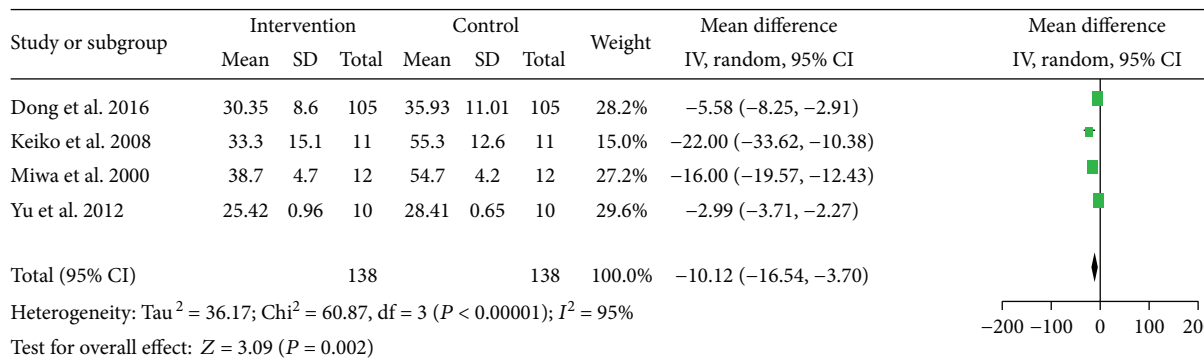 Study or subgroup Intervention Control Weight Mean difference Mean difference
Mean SD Total Mean SD Total IV, random, 95% CI IV, random, 95% CI
Dong et al. 2016 30.35 8.6 105 35.93 11.01 105 28.2% −5.58 (−8.25, −2.91)
Keiko et al. 2008 33.3 15.1 11 55.3 12.6 11 15.0% −22.00 (−33.62, −10.38)
Miwa et al. 2000 38.7 4.7 12 54.7 4.2 12 27.2% −16.00 (−19.57, −12.43)
Yu et al. 2012 25.42 0.96 10 28.41 0.65 10 29.6% −2.99 (−3.71, −2.27)
Total (95% CI) 138 138 100.0% −10.12 (−16.54, −3.70)
Heterogeneity: Tau² = 36.17; Chi² = 60.87, df = 3 (P < 0.00001); I² = 95%
−200 −100 0 100 20
Test for overall effect: Z = 3.09 (P = 0.002)